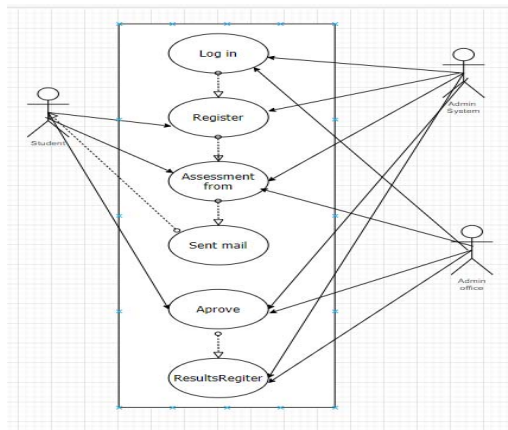 Log in
Register
Student
Admin
System
Assessment
from
Sent mail
Admin
office
Aprove
ResultsRegiter